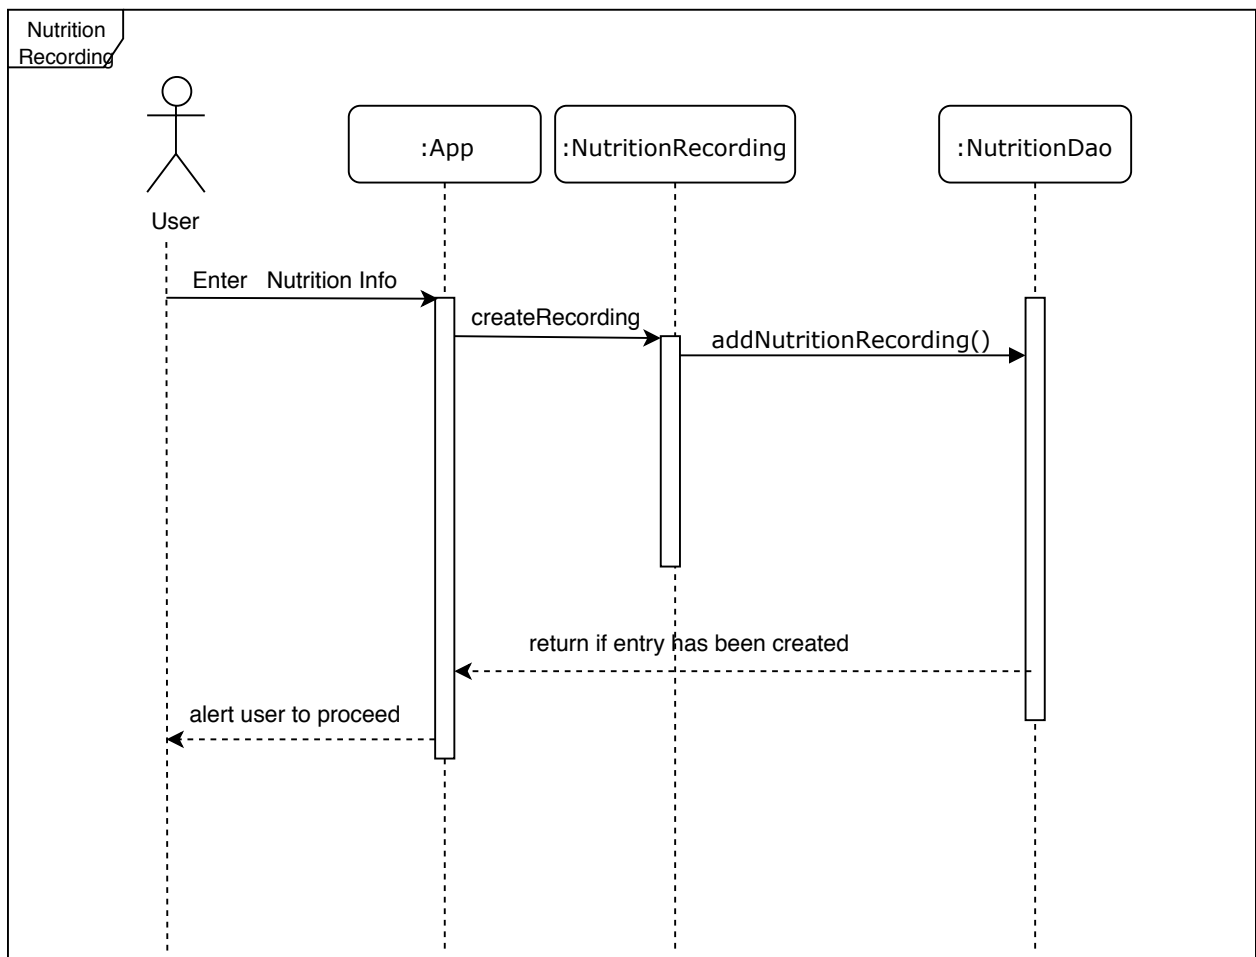 Nutrition
Recording
:App
:NutritionRecording
:NutritionDao
User
Enter   Nutrition Info
createRecording
addNutritionRecording()
return if entry has been created
alert user to proceed